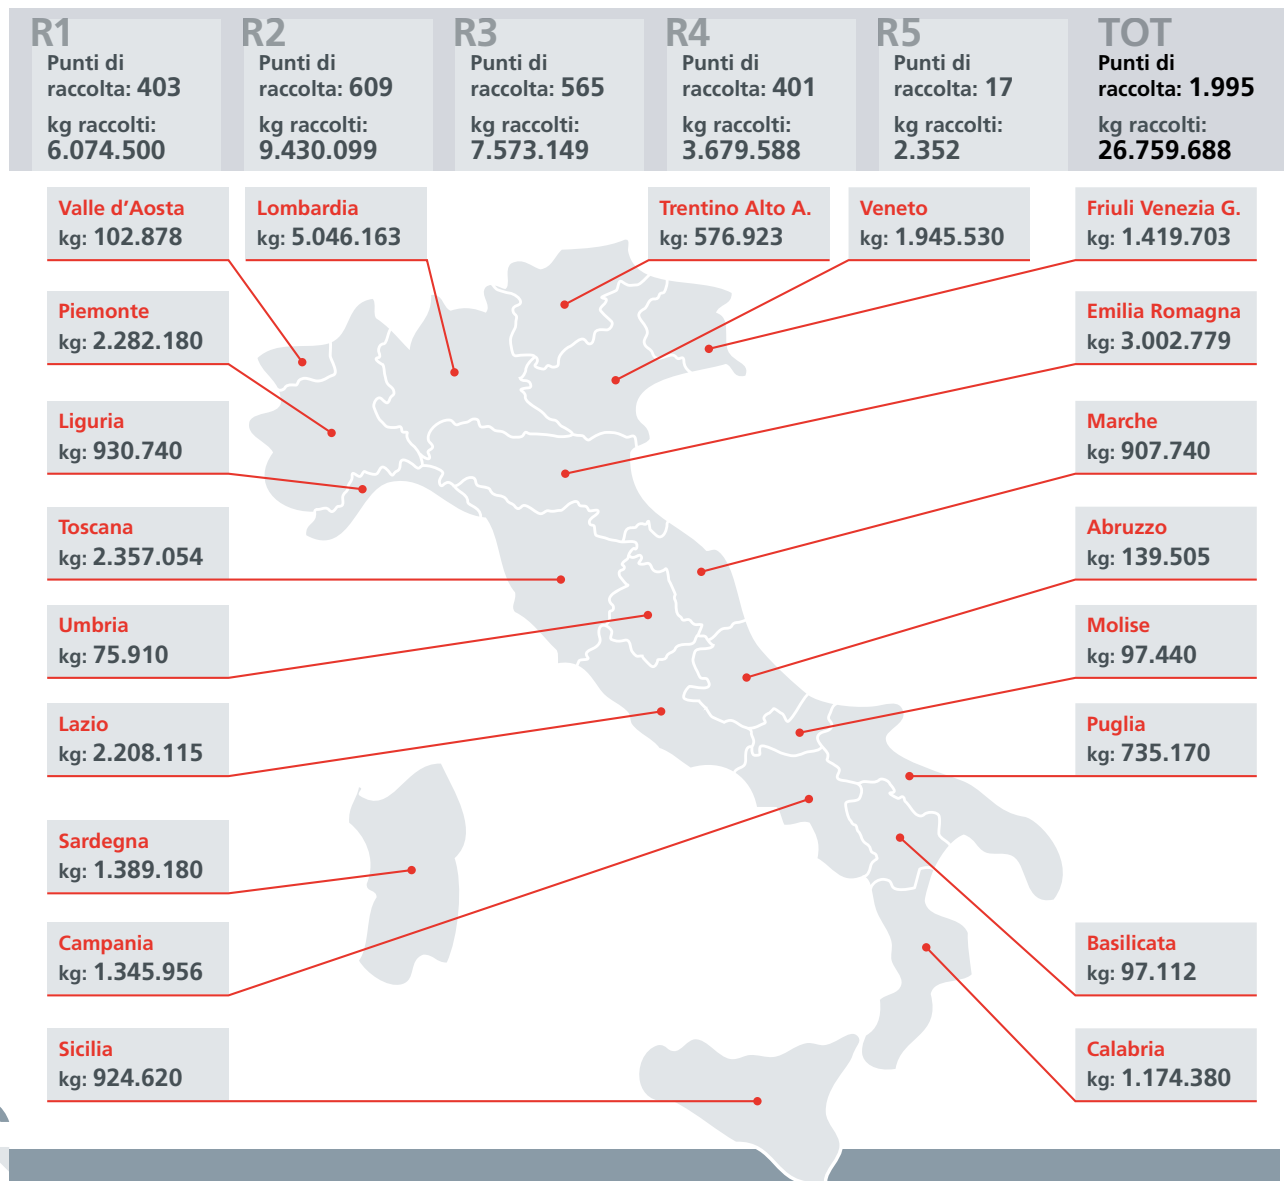 R1
Punti di
raccolta: 403
kg raccolti:
6.074.500
R2
Punti di
raccolta: 609
kg raccolti:
9.430.099
R3
Punti di
raccolta: 565
kg raccolti:
7.573.149
R4
Punti di
raccolta: 401
kg raccolti:
3.679.588
R5
Punti di
raccolta: 17
kg raccolti:
2.352
TOT
Punti di
raccolta: 1.995
kg raccolti:
26.759.688
Valle d'Aosta
kg: 102.878
Lombardia
kg: 5.046.163
Trentino Alto A.
kg: 576.923
Veneto
kg: 1.945.530
Friuli Venezia G.
kg: 1.419.703
Piemonte
kg: 2.282.180
Emilia Romagna
kg: 3.002.779
Liguria
kg: 930.740
Marche
kg: 907.740
Toscana
kg: 2.357.054
Abruzzo
kg: 139.505
Umbria
kg: 75.910
Molise
kg: 97.440
Lazio
kg: 2.208.115
Puglia
kg: 735.170
Sardegna
kg: 1.389.180
Campania
kg: 1.345.956
Basilicata
kg: 97.112
Sicilia
kg: 924.620
Calabria
kg: 1.174.380